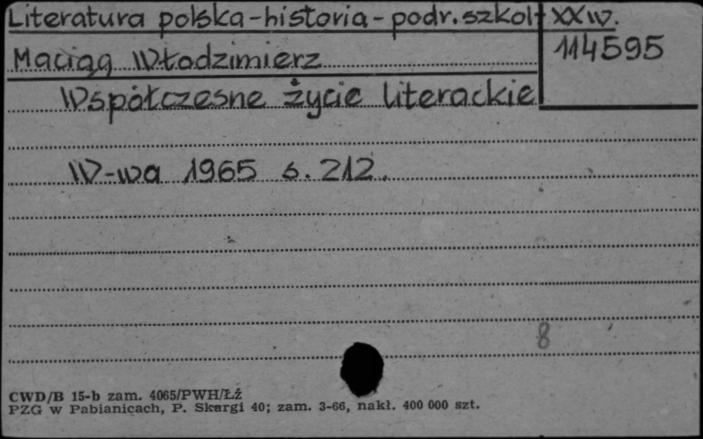 Literatura polska-historia-podr.szkol-XXw.
114595
Maciąg Włodzimierz
Współczesne życie literackie
W-wa 1965 s. 212.
8
CWD/B 15-b zam. 4065/PWH/Łź
PZG w Pabianicach, P. Skargi 40; zam. 3-66, nakł. 400 000 szt.